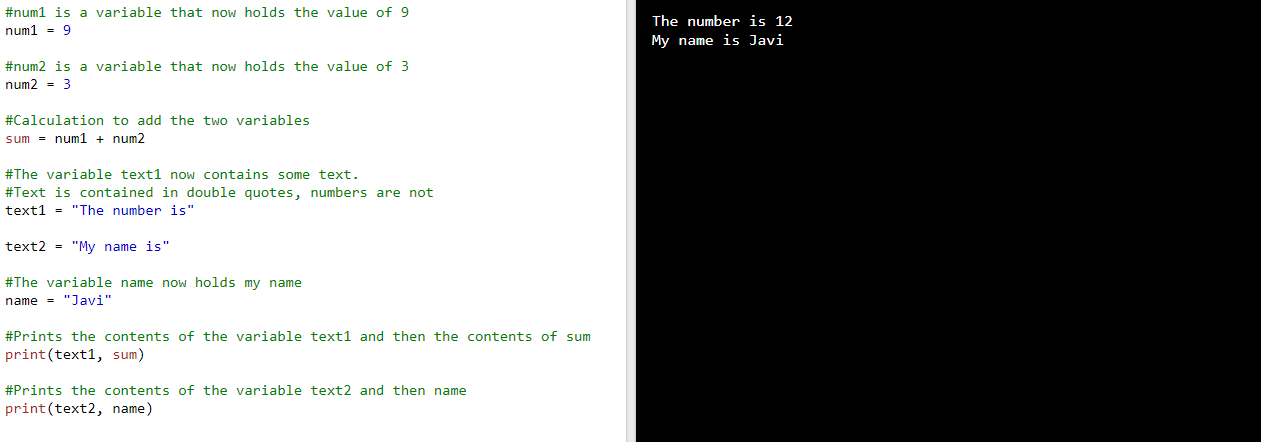 #num1 is a variable that now holds the value of 9
num1 = 9
#num2 is a variable that now holds the value of 3
num2 = 3
#Calculation to add the two variables
sum = num1 + num2
#The variable text1 now contains some text.
#Text is contained in double quotes, numbers are not
text1 = "The number is"
text2 = "My name is"
#The variable name now holds my name
name = "Javi"
#Prints the contents of the variable text1 and then the contents of sum
print(text1, sum)
#Prints the contents of the variable text2 and then name
print(text2, name)
The number is 12
My name is Javi